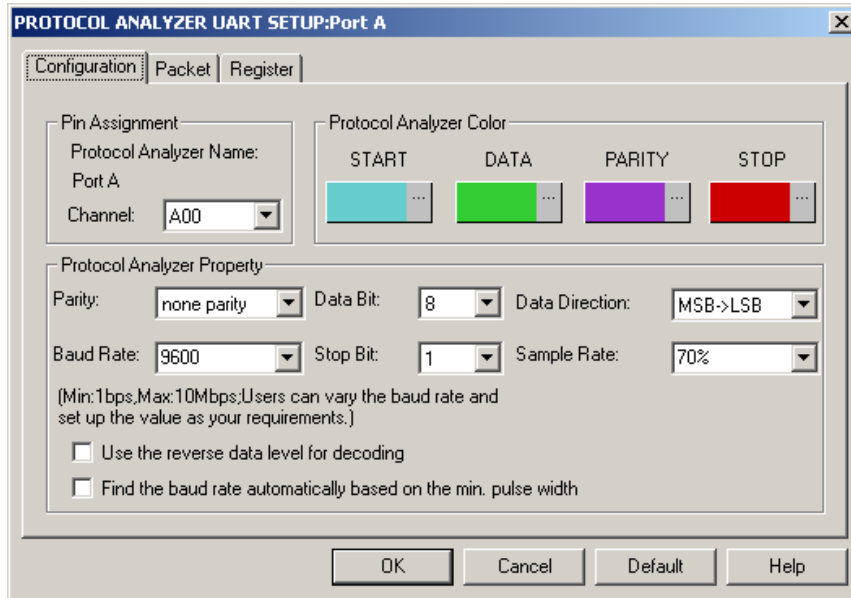 PROTOCOL ANALYZER UART SETUP:Port A
Configuration Packet Register
Pin Assignment
Protocol Analyzer Name:
Port A
Channel: A00
Protocol Analyzer Color
START DATA PARITY STOP
... ... ... ...
Protocol Analyzer Property
Parity: none parity Data Bit: 8 Data Direction: MSB->LSB
Baud Rate: 9600 Stop Bit: 1 Sample Rate: 70%
(Min:1bps,Max:10Mbps;Users can vary the baud rate and
set up the value as your requirements.)
Use the reverse data level for decoding
Find the baud rate automatically based on the min. pulse width
OK Cancel Default Help